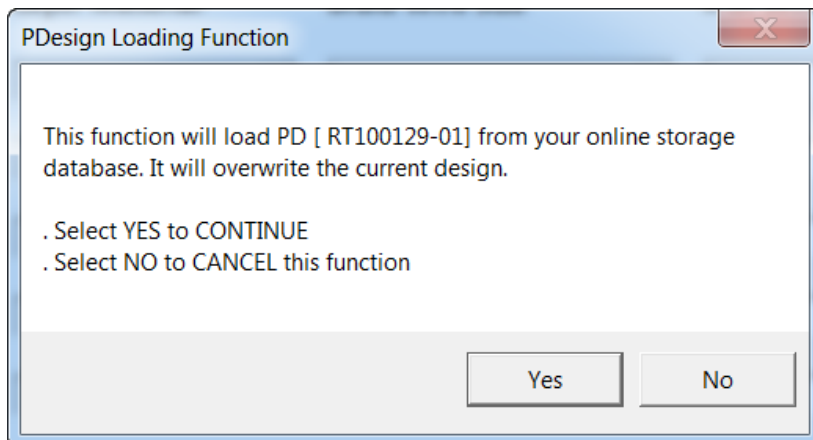 PDesign Loading Function
This function will load PD [ RT100129-01] from your online storage
database. It will overwrite the current design.
. Select YES to CONTINUE
. Select NO to CANCEL this function
Yes
No